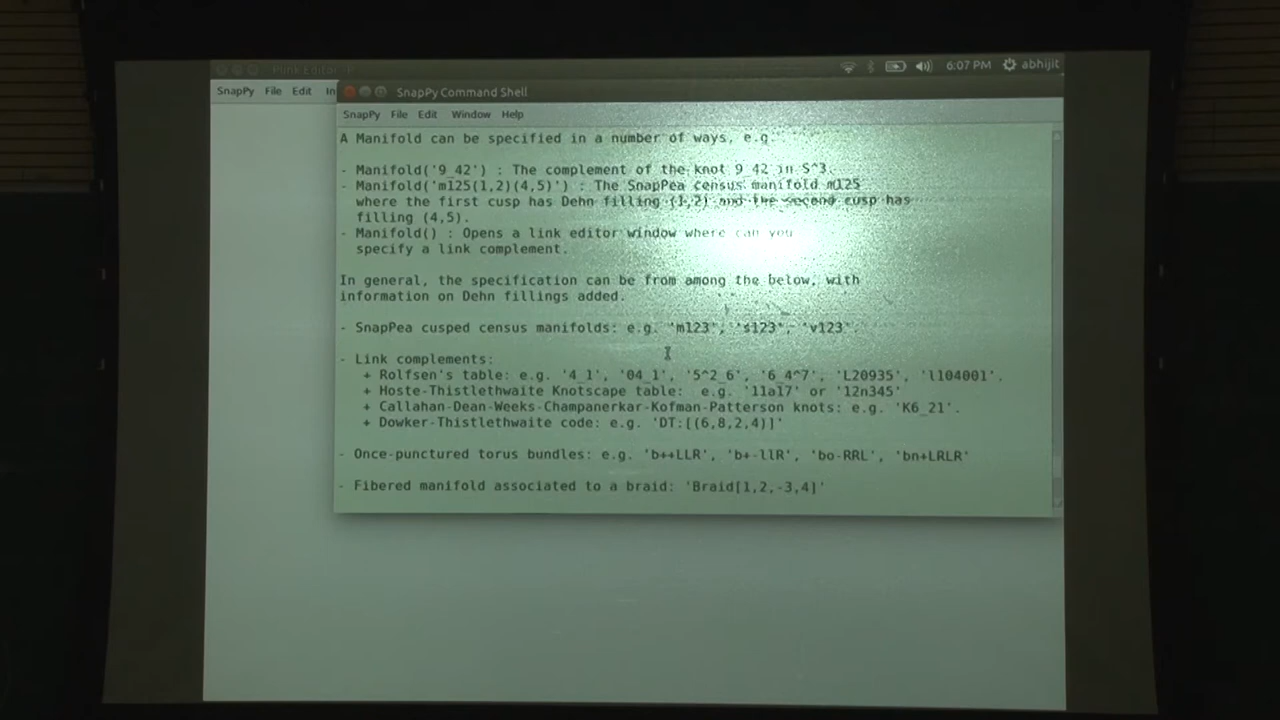 Plink Editor
6:07 PM abhijit
SnapPy File Edit In
SnapPy Command Shell
SnapPy File Edit Window Help
A Manifold can be specified in a number of ways, e.g.
- Manifold('9_42') : The complement of the knot 9_42 in S^3.
- Manifold('m125(1,2)(4,5)') : The SnapPea census manifold m125
where the first cusp has Dehn filling (1,2) and the second cusp has
filling (4,5).
- Manifold() : Opens a link editor window where can you
specify a link complement.
In general, the specification can be from among the below, with
information on Dehn fillings added.
- SnapPea cusped census manifolds: e.g. 'm123', 's123', 'v123'.
- Link complements:
+ Rolfsen's table: e.g. '4_1', '04_1', '5^2_6', '6_4^7', 'L20935', 'l104001'.
+ Hoste-Thistlethwaite Knotscape table: e.g. '11a17' or '12n345'
+ Callahan-Dean-Weeks-Champanerkar-Kofman-Patterson knots: e.g. 'K6_21'.
+ Dowker-Thistlethwaite code: e.g. 'DT:[(6,8,2,4)]'
- Once-punctured torus bundles: e.g. 'b++LLR', 'b+-llR', 'bo-RRL', 'bn+LRLR'
- Fibered manifold associated to a braid: 'Braid[1,2,-3,4]'